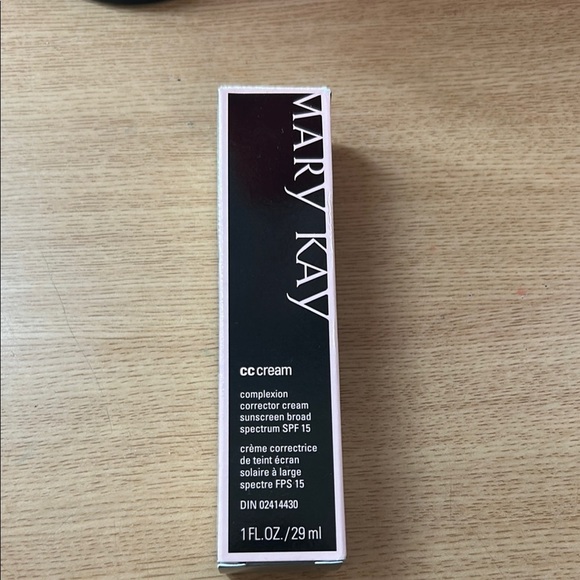 MARY KAY
cc cream
complexion
corrector cream
sunscreen broad
spectrum SPF 15
crème correctrice
de teint écran
solaire à large
spectre FPS 15
DIN 02414430
1 FL.OZ./29 ml